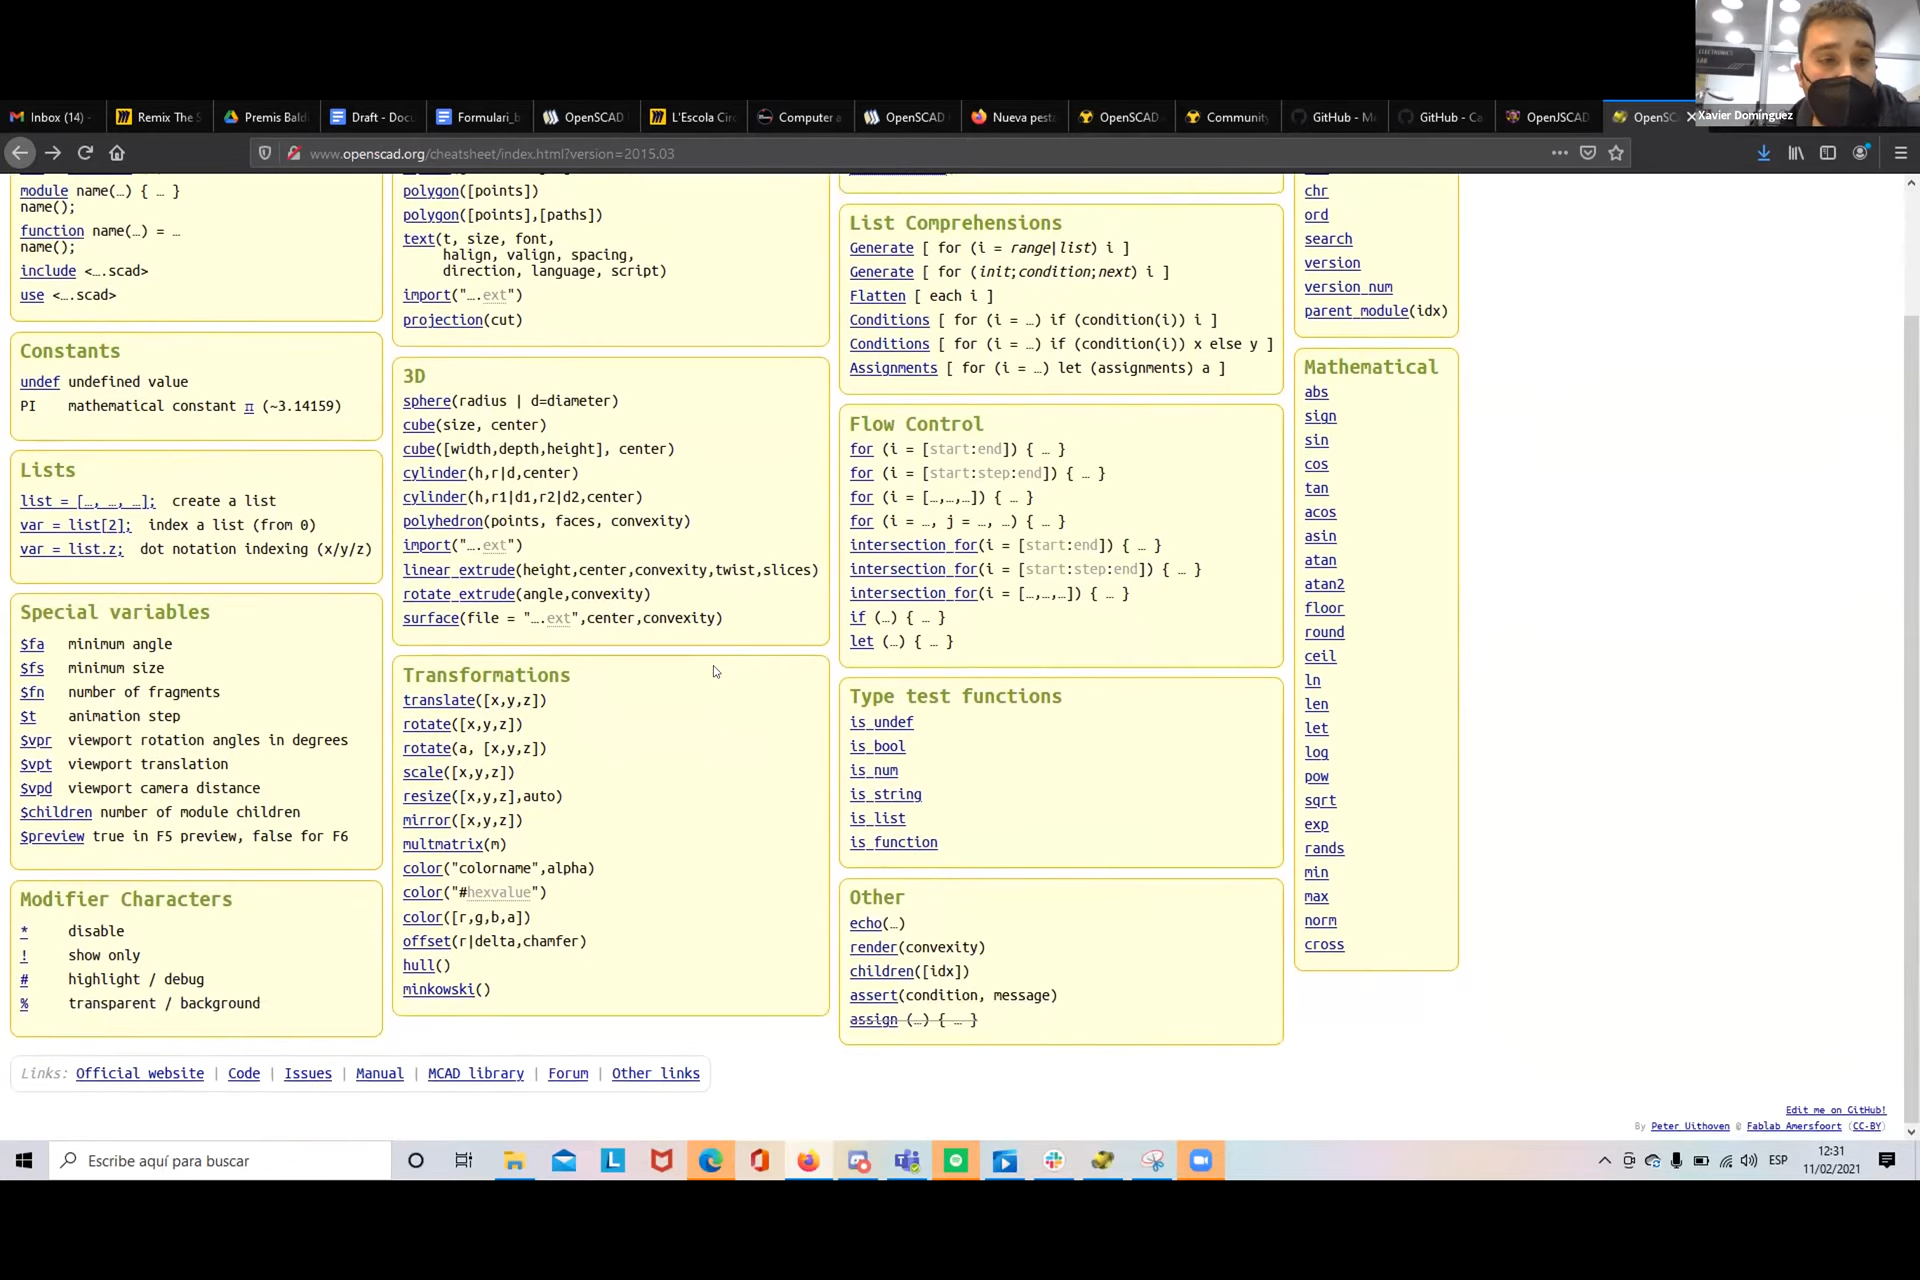 ELECTRONICS
LAB
Xavier Domínguez
Inbox (14) -
Remix The S
Premis Bald
Draft - Docu
Formulari_b
OpenSCAD
L'Escola Circ
Computer a
OpenSCAD
Nueva pest
OpenSCAD
Community
GitHub - M
GitHub - Ca
OpenJSCAD
OpenSC
www.openscad.org/cheatsheet/index.html?version=2015.03
module name(…) { … }
name();
function name(…) = …
name();
include <….scad>
use <….scad>
Constants
undef undefined value
PI mathematical constant π (~3.14159)
Lists
list = […, …, …]; create a list
var = list[2]; index a list (from 0)
var = list.z; dot notation indexing (x/y/z)
Special variables
$fa minimum angle
$fs minimum size
$fn number of fragments
$t animation step
$vpr viewport rotation angles in degrees
$vpt viewport translation
$vpd viewport camera distance
$children number of module children
$preview true in F5 preview, false for F6
Modifier Characters
* disable
! show only
# highlight / debug
% transparent / background
polygon([points])
polygon([points],[paths])
text(t, size, font,
halign, valign, spacing,
direction, language, script)
import("….ext")
projection(cut)
3D
sphere(radius | d=diameter)
cube(size, center)
cube([width,depth,height], center)
cylinder(h,r|d,center)
cylinder(h,r1|d1,r2|d2,center)
polyhedron(points, faces, convexity)
import("….ext")
linear_extrude(height,center,convexity,twist,slices)
rotate_extrude(angle,convexity)
surface(file = "….ext",center,convexity)
Transformations
translate([x,y,z])
rotate([x,y,z])
rotate(a, [x,y,z])
scale([x,y,z])
resize([x,y,z],auto)
mirror([x,y,z])
multmatrix(m)
color("colorname",alpha)
color("#hexvalue")
color([r,g,b,a])
offset(r|delta,chamfer)
hull()
minkowski()
List Comprehensions
Generate [ for (i = range|list) i ]
Generate [ for (init;condition;next) i ]
Flatten [ each i ]
Conditions [ for (i = …) if (condition(i)) i ]
Conditions [ for (i = …) if (condition(i)) x else y ]
Assignments [ for (i = …) let (assignments) a ]
Flow Control
for (i = [start:end]) { … }
for (i = [start:step:end]) { … }
for (i = […,…,…]) { … }
for (i = …, j = …, …) { … }
intersection_for(i = [start:end]) { … }
intersection_for(i = [start:step:end]) { … }
intersection_for(i = […,…,…]) { … }
if (…) { … }
let (…) { … }
Type test functions
is_undef
is_bool
is_num
is_string
is_list
is_function
Other
echo(…)
render(convexity)
children([idx])
assert(condition, message)
assign (…) { … }
chr
ord
search
version
version_num
parent_module(idx)
Mathematical
abs
sign
sin
cos
tan
acos
asin
atan
atan2
floor
round
ceil
ln
len
let
log
pow
sqrt
exp
rands
min
max
norm
cross
Links: Official website | Code | Issues | Manual | MCAD library | Forum | Other links
Edit me on GitHub!
By Peter Uithoven @ Fablab Amersfoort (CC-BY)
Escribe aquí para buscar
ESP
12:31
11/02/2021